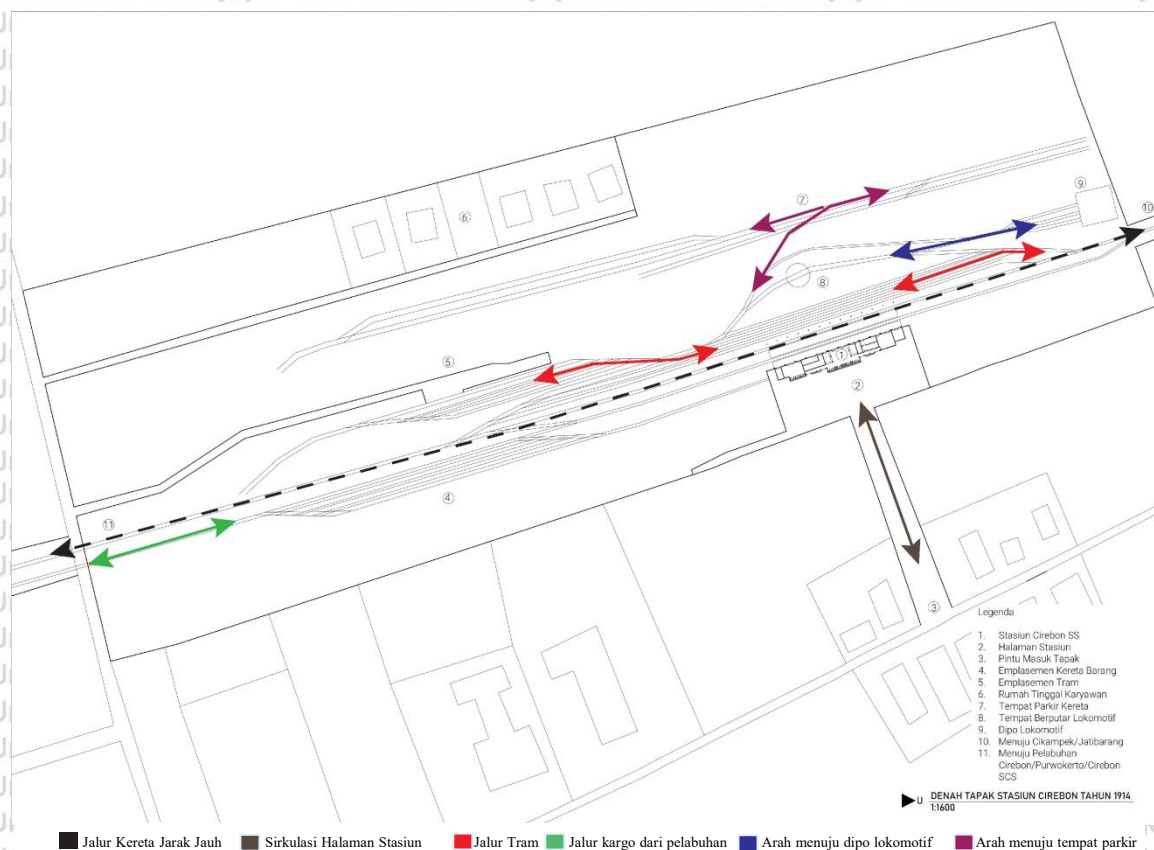 7
9
10
6
8
5
1
2
4
11
3
Legenda
1. Stasiun Cirebon SS
2. Halaman Stasiun
3. Pintu Masuk Tapak
4. Emplasemen Kereta Barang
5. Emplasemen Tram
6. Rumah Tinggal Karyawan
7. Tempat Parkir Kereta
8. Tempat Berputar Lokomotif
9. Dipo Lokomotif
10. Menuju Cikampek/Jatibarang
11. Menuju Pelabuhan
Cirebon/Purwokerto/Cirebon
SCS
U DENAH TAPAK STASIUN CIREBON TAHUN 1914
1:1600
Jalur Kereta Jarak Jauh Sirkulasi Halaman Stasiun Jalur Tram Jalur kargo dari pelabuhan Arah menuju dipo lokomotif Arah menuju tempat parkir